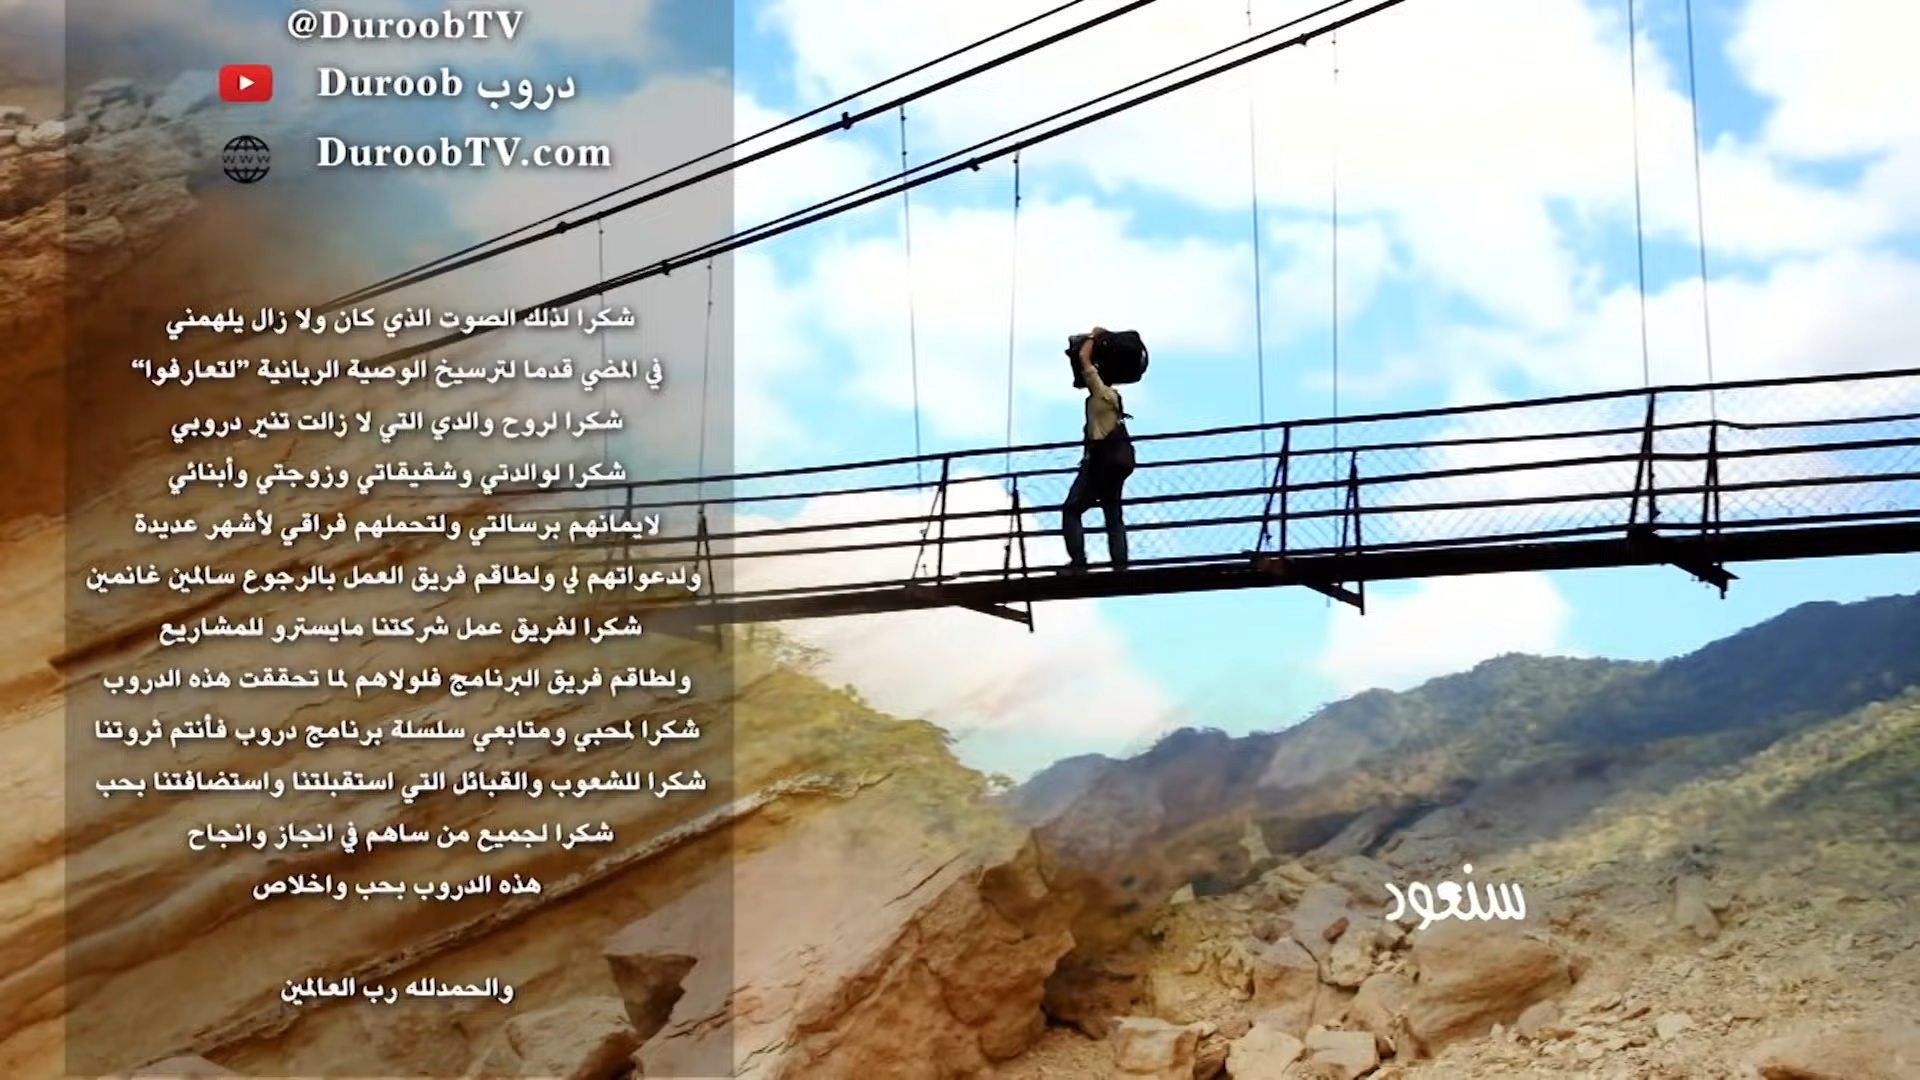 @DuroobTV
Duroob دروب
www
DuroobTV.com
شكرا لذلك الصوت الذي كان ولا زال يلهمني
في المضي قدما لترسيخ الوصية الربانية ”لتعارفوا“
شكرا لروح والدي التي لا زالت تنير دروبي
شكرا لوالدتي وشقيقاتي وزوجتي وأبنائي
لايمانهم برسالتي ولتحملهم فراقي لأشهر عديدة
ولدعواتهم لي ولطاقم فريق العمل بالرجوع سالمين غانمين
شكرا لفريق عمل شركتنا مايسترو للمشاريع
ولطاقم فريق البرنامج فلولاهم لما تحققت هذه الدروب
شكرا لمحبي ومتابعي سلسلة برنامج دروب فأنتم ثروتنا
شكرا للشعوب والقبائل التي استقبلتنا واستضافتنا بحب
شكرا لجميع من ساهم في انجاز وانجاح
هذه الدروب بحب واخلاص
والحمدلله رب العالمين
سنعود